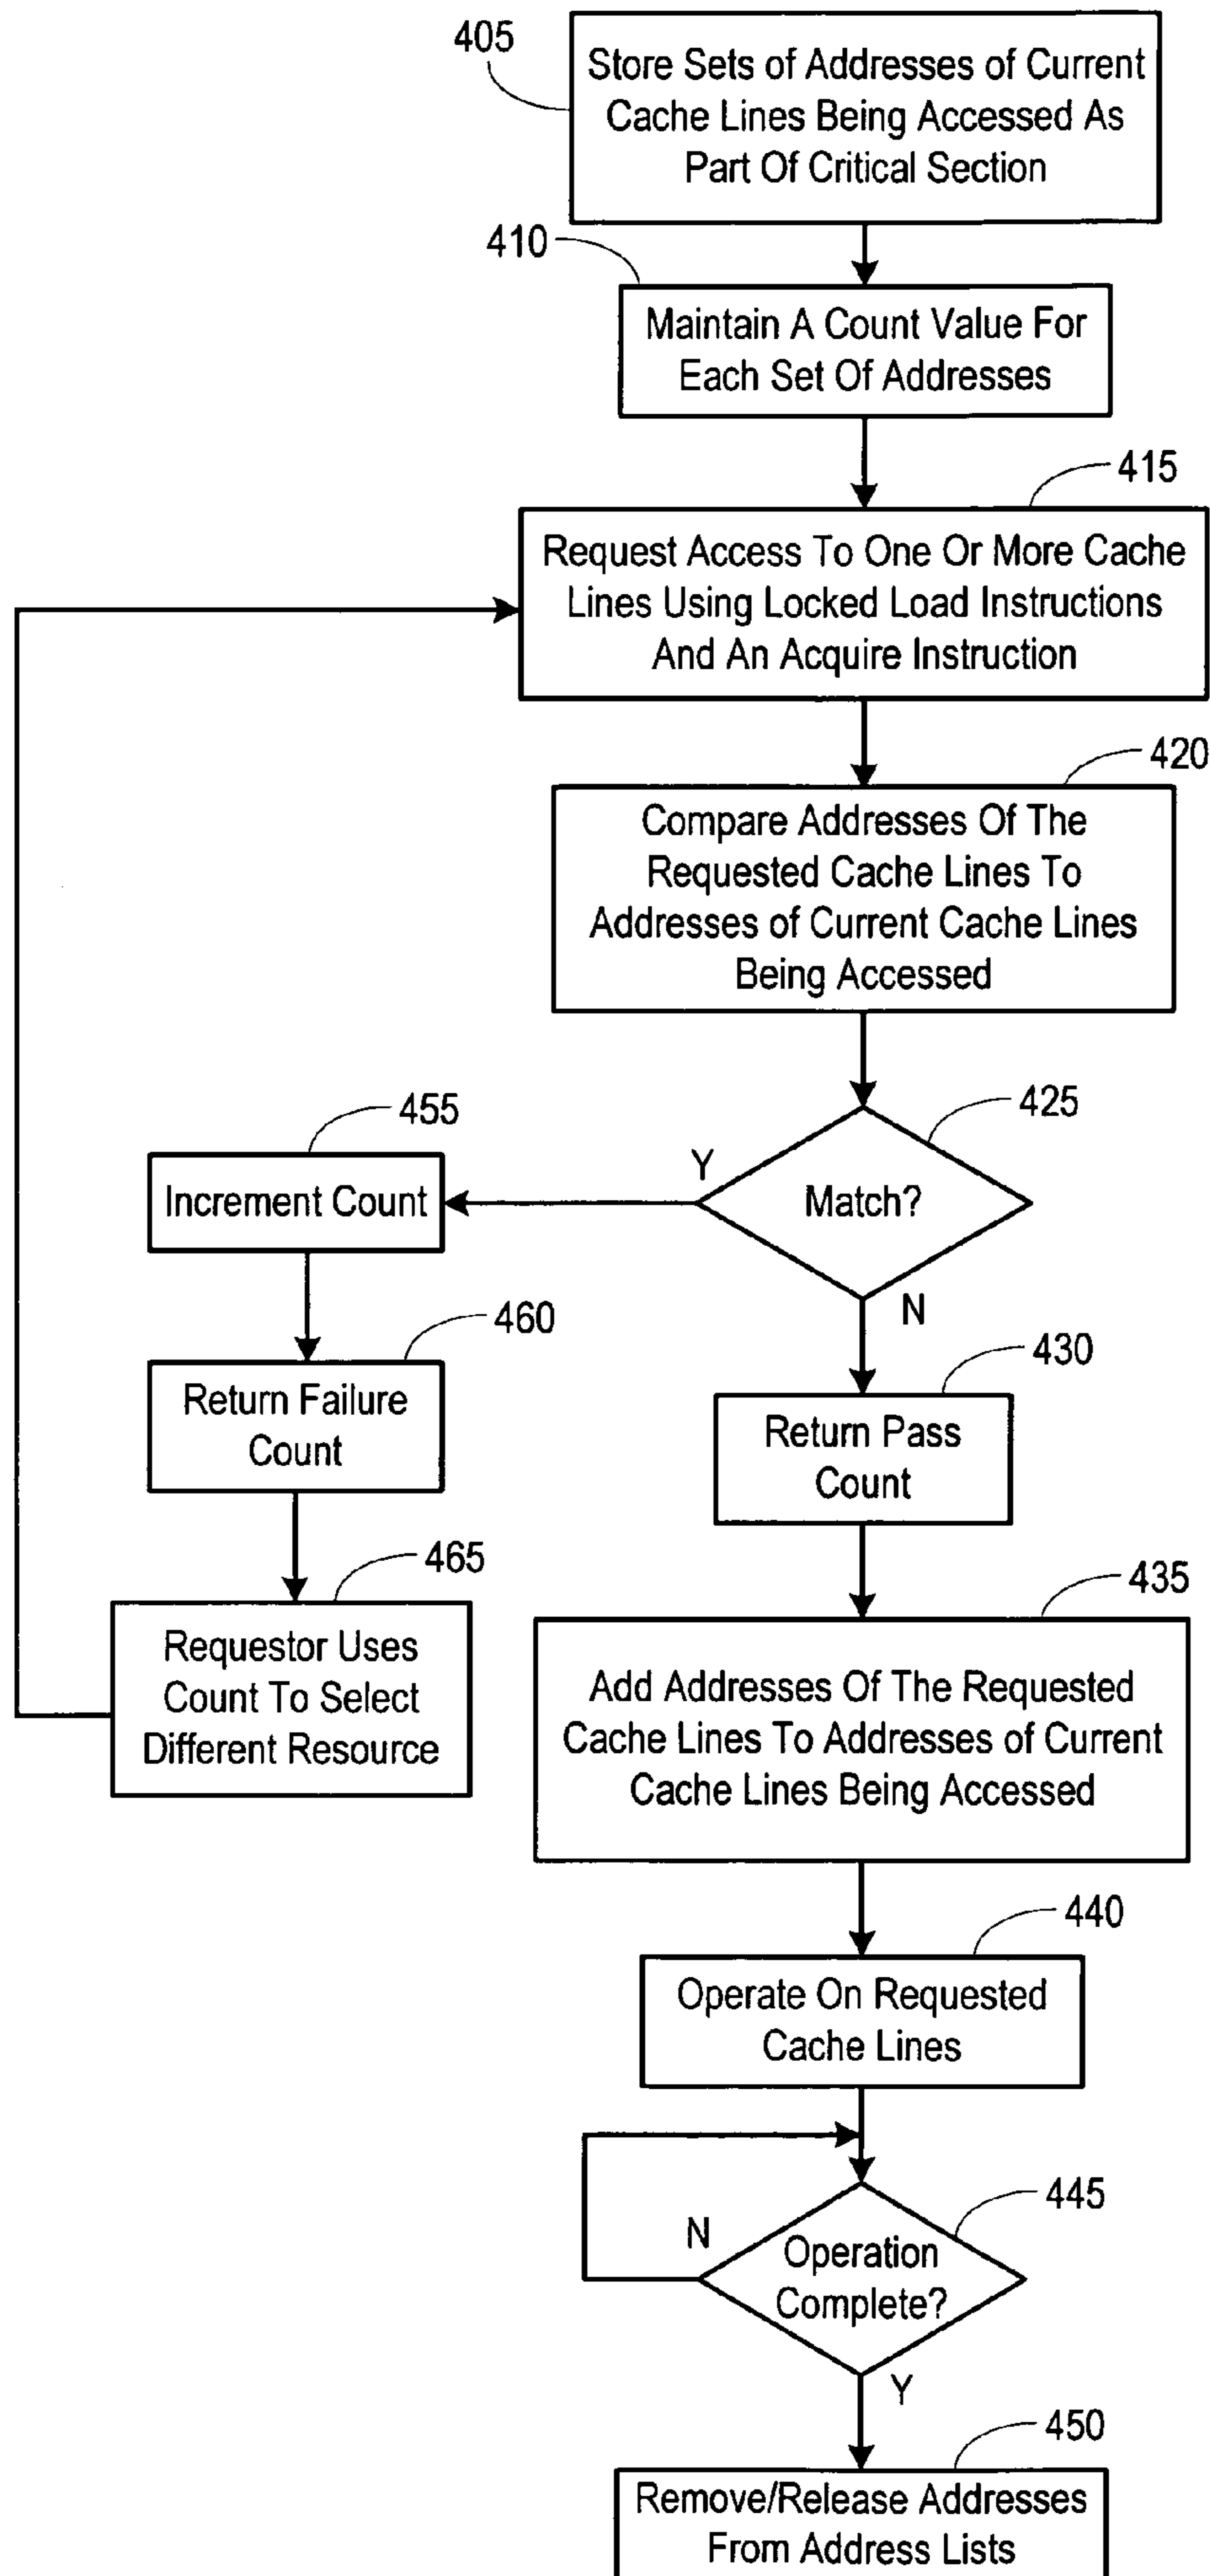 405
Store Sets of Addresses of Current
Cache Lines Being Accessed As
Part Of Critical Section
410
Maintain A Count Value For
Each Set Of Addresses
415
Request Access To One Or More Cache
Lines Using Locked Load Instructions
And An Acquire Instruction
420
Compare Addresses Of The
Requested Cache Lines To
Addresses of Current Cache Lines
Being Accessed
425
Match?
Y
N
455
Increment Count
460
Return Failure
Count
465
Requestor Uses
Count To Select
Different Resource
430
Return Pass
Count
435
Add Addresses Of The Requested
Cache Lines To Addresses of Current
Cache Lines Being Accessed
440
Operate On Requested
Cache Lines
445
N
Operation
Complete?
Y
450
Remove/Release Addresses
From Address Lists